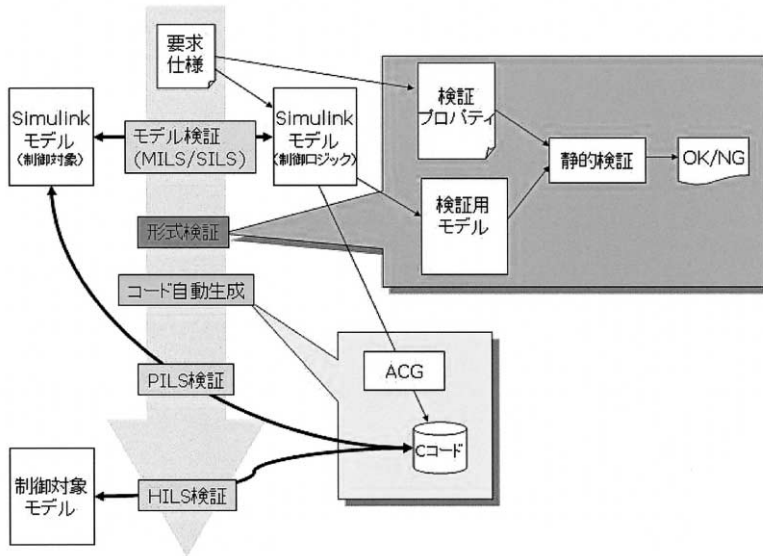 要求
仕様
Simulink
モデル
(制御対象)
モデル検証
(MILS/SILS)
Simulink
モデル
(制御ロジック)
検証
プロパティ
静的検証
OK/NG
検証用
モデル
形式検証
コード自動生成
ACG
PILS検証
Cコード
制御対象
モデル
HILS検証